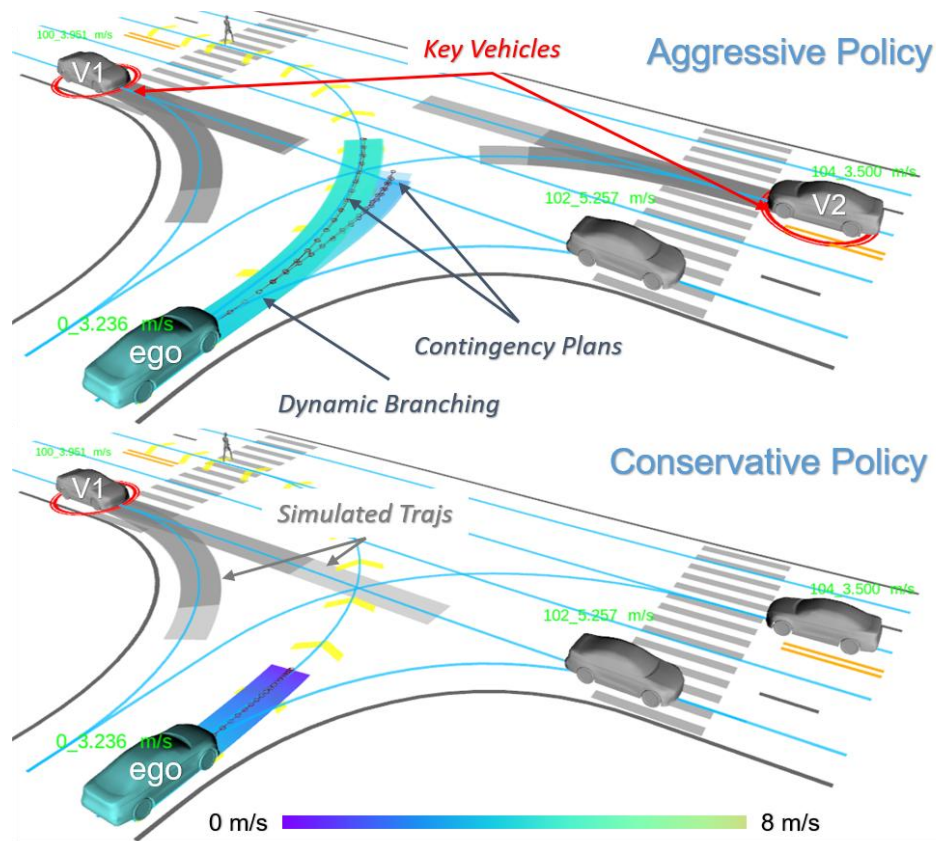 100_3.951 m/s
V1
Key Vehicles
Aggressive Policy
104_3.500 m/s
V2
102_5.257 m/s
0_3.236 m/s
ego
Contingency Plans
Dynamic Branching
Conservative Policy
100_3.951 m/s
V1
Simulated Trajs
104_3.500 m/s
102_5.257 m/s
0_3.236 m/s
ego
0 m/s
8 m/s